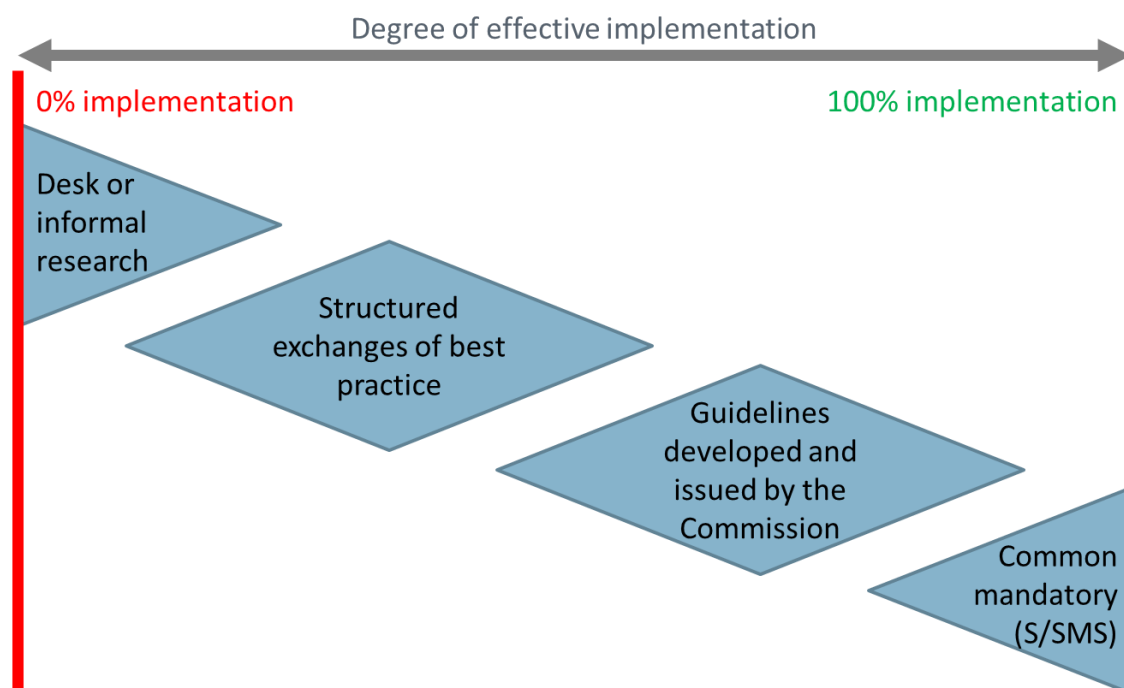 Degree of effective implementation
0% implementation
100% implementation
Desk or
informal
research
Structured
exchanges of best
practice
Guidelines
developed and
issued by the
Commission
Common
mandatory
(S/SMS)